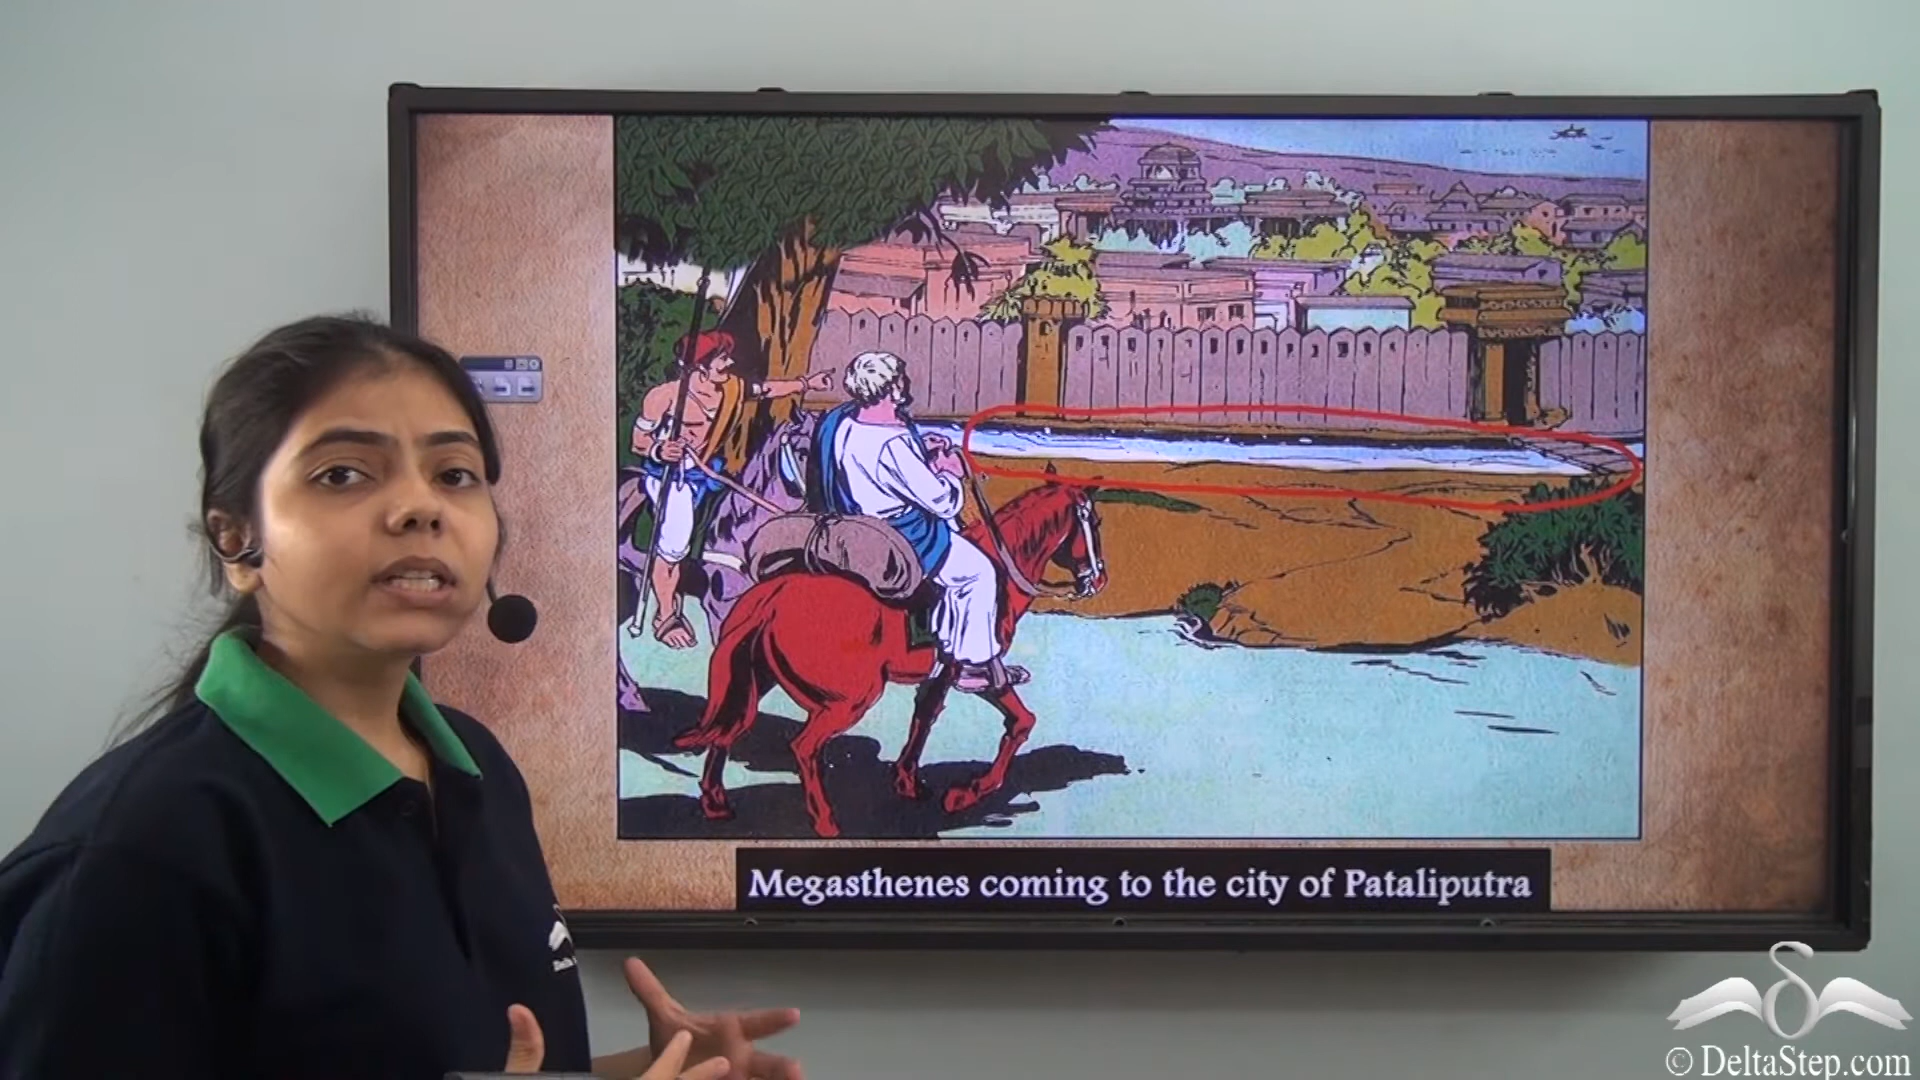 Megasthenes coming to the city of Pataliputra
© DeltaStep.com